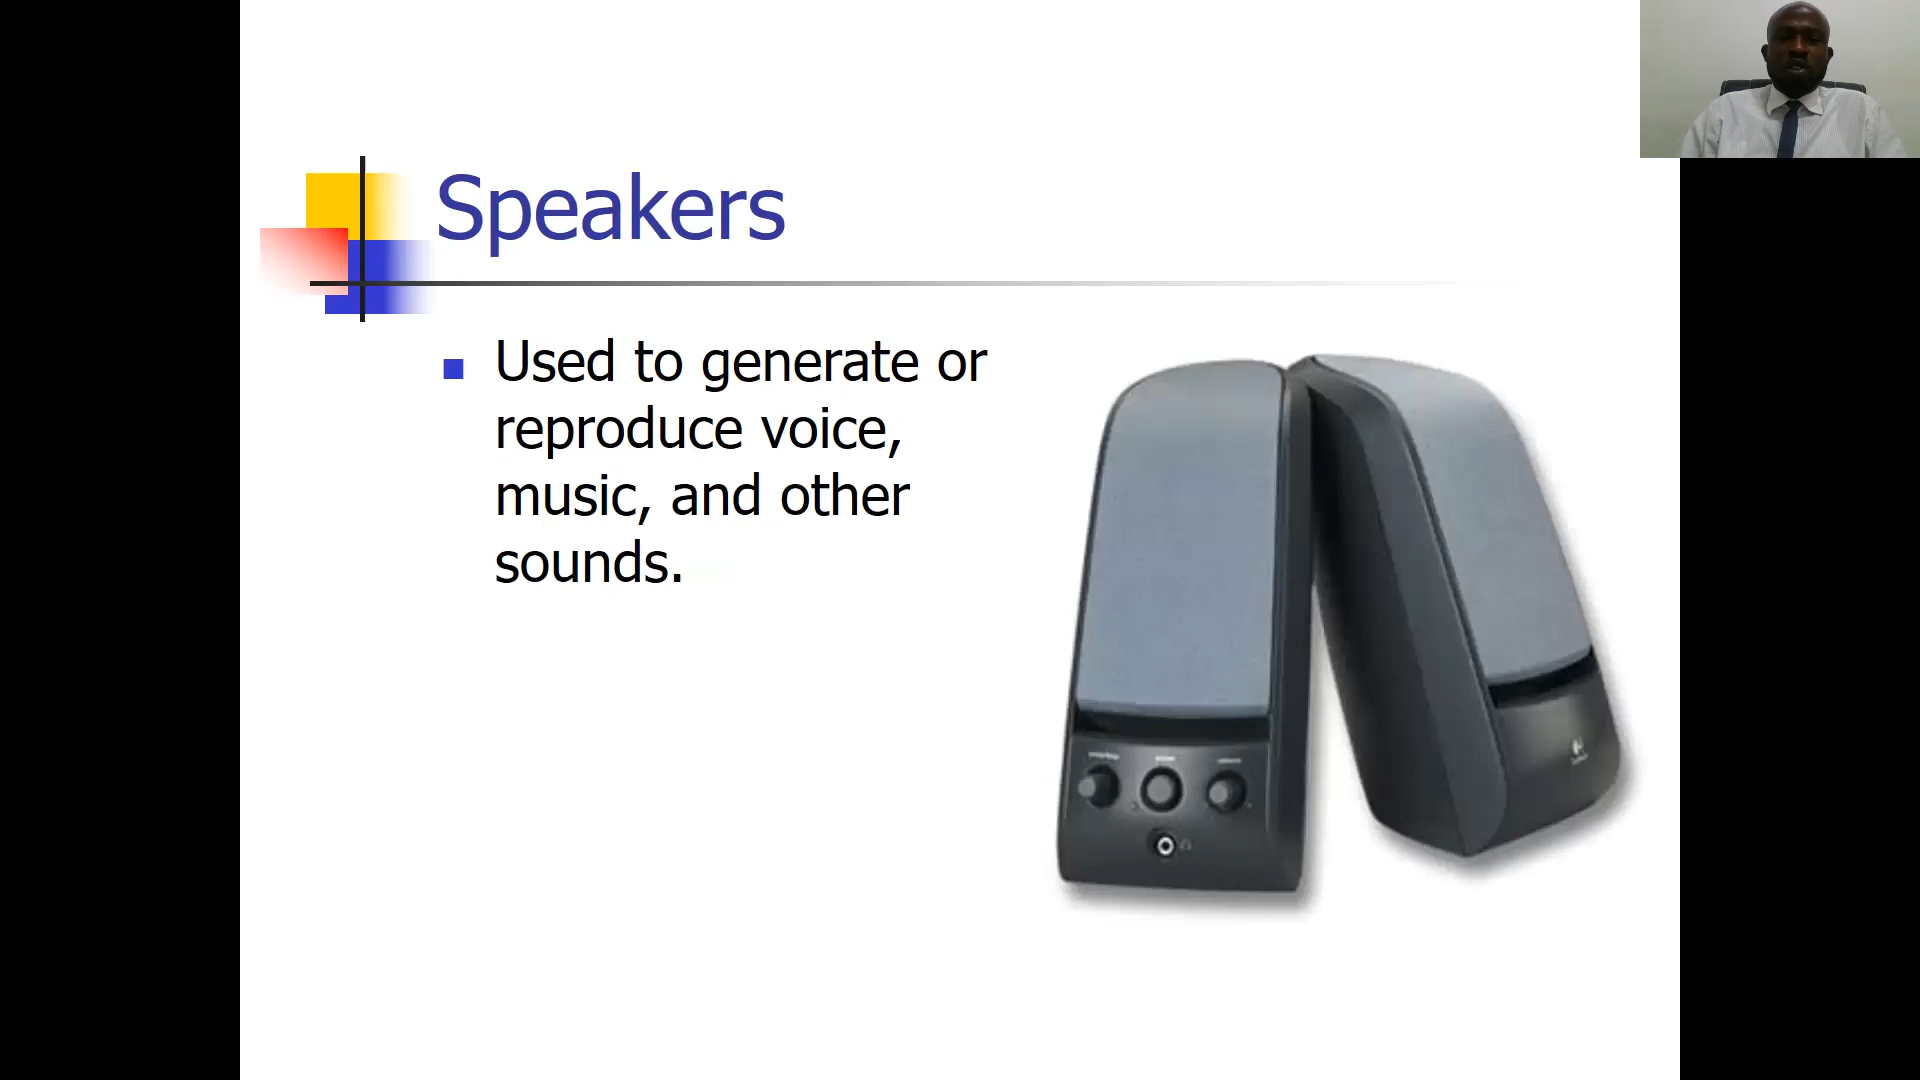 Speakers
Used to generate or
reproduce voice,
music, and other
sounds.